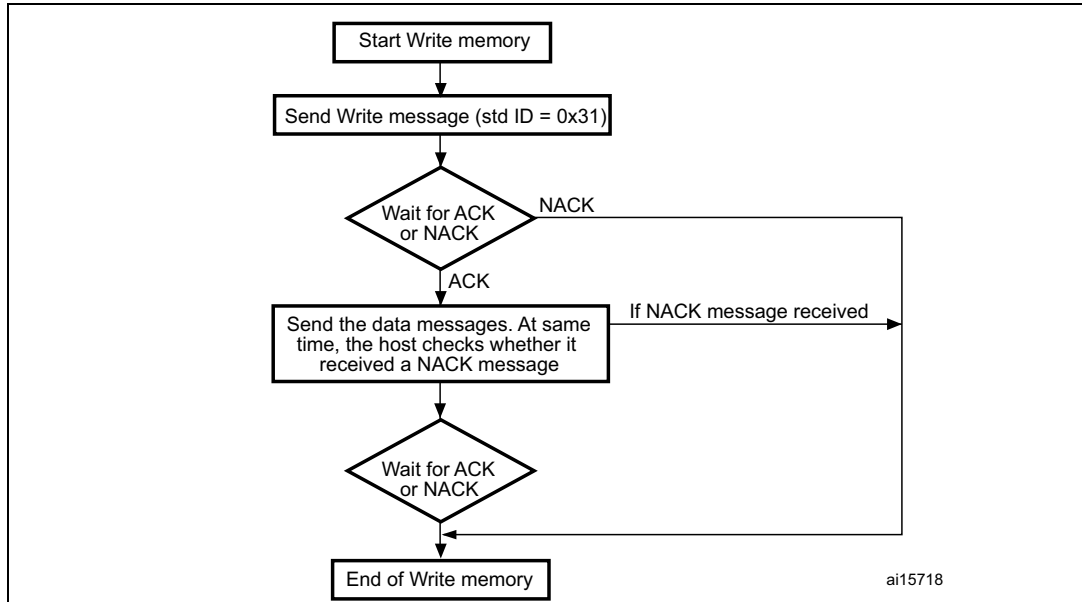 Start Write memory
Send Write message (std ID = 0x31)
Wait for ACK
or NACK
NACK
ACK
Send the data messages. At same
time, the host checks whether it
received a NACK message
If NACK message received
Wait for ACK
or NACK
End of Write memory
ai15718